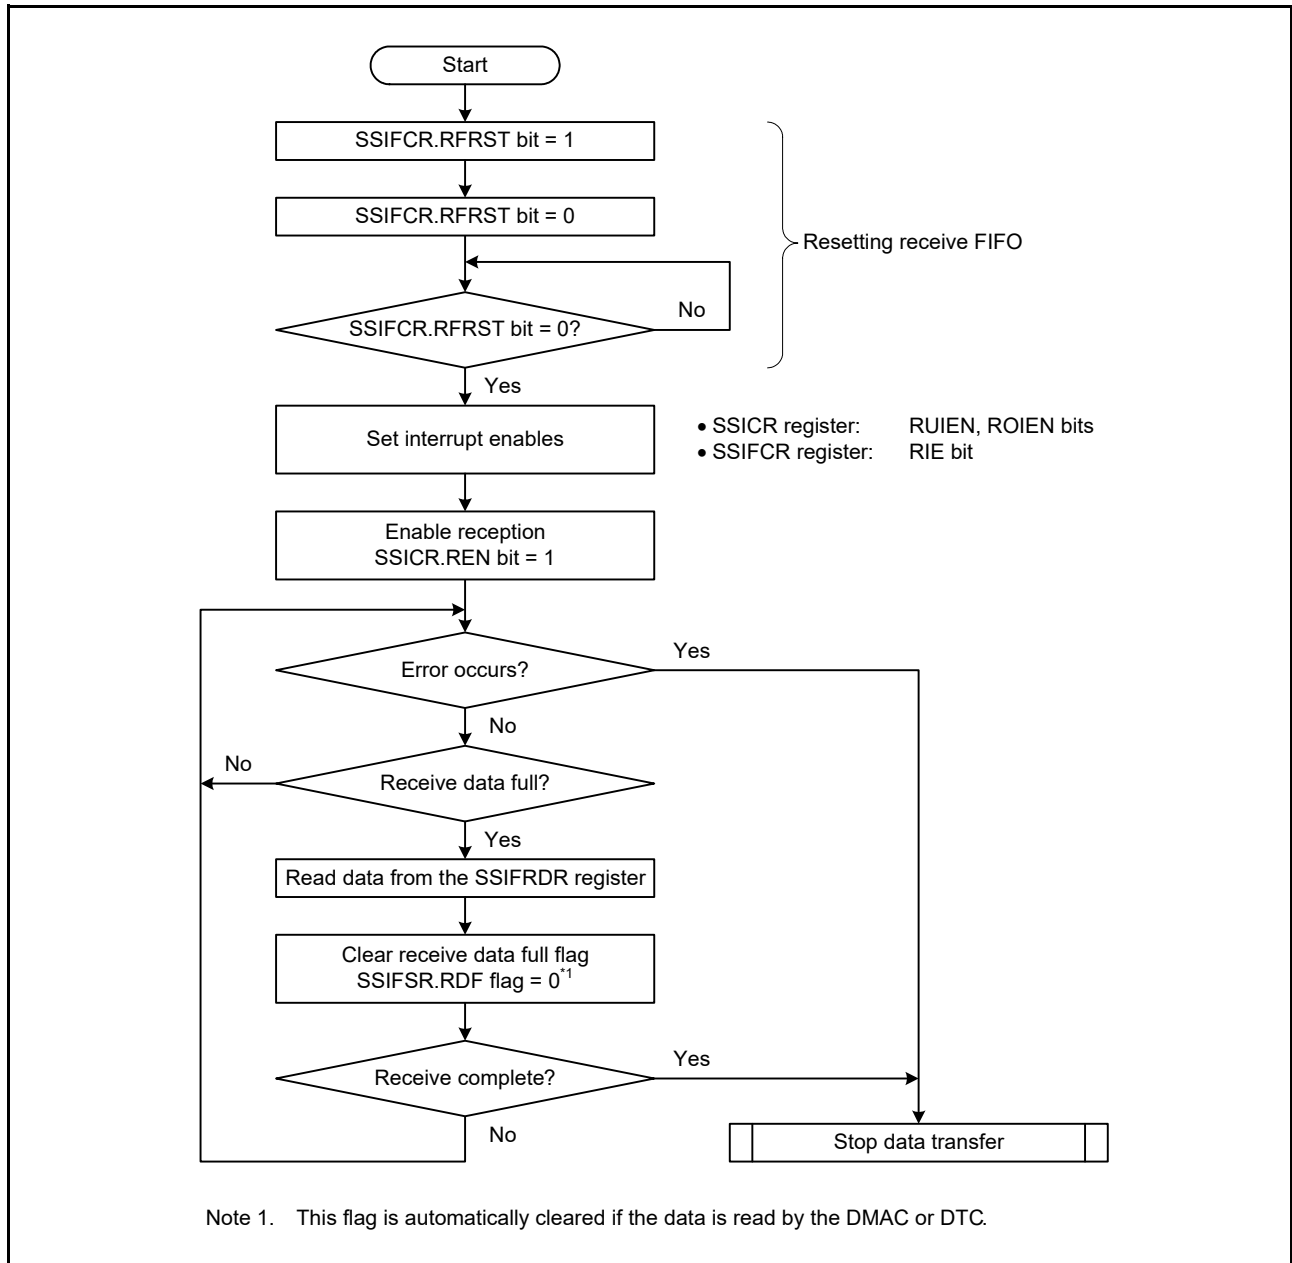 Start
SSIFCR.RFRST bit = 1
SSIFCR.RFRST bit = 0
Resetting receive FIFO
No
SSIFCR.RFRST bit = 0?
Yes
Set interrupt enables
• SSICR register: RUIEN, ROIEN bits
• SSIFCR register: RIE bit
Enable reception
SSICR.REN bit = 1
Yes
Error occurs?
No
No
Receive data full?
Yes
Read data from the SSIFRDR register
Clear receive data full flag
SSIFSR.RDF flag = 0*1
Yes
Receive complete?
No
Stop data transfer
Note 1. This flag is automatically cleared if the data is read by the DMAC or DTC.